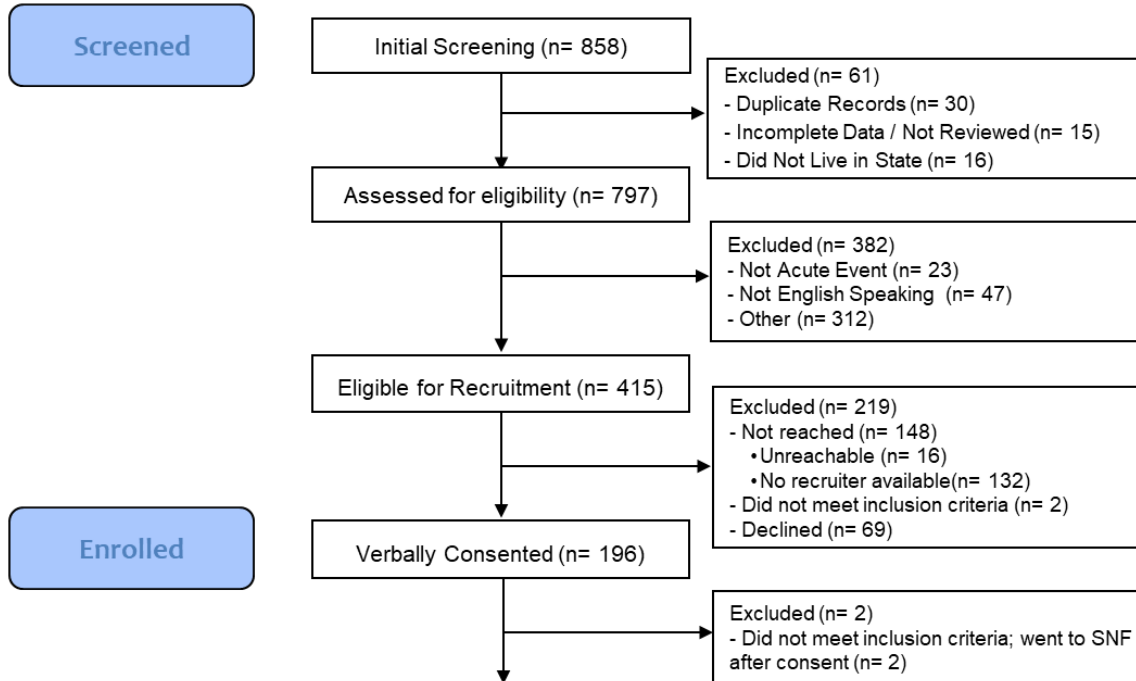 Screened
Initial Screening (n= 858)
Excluded (n= 61)
- Duplicate Records (n= 30)
- Incomplete Data / Not Reviewed (n= 15)
- Did Not Live in State (n= 16)
Assessed for eligibility (n= 797)
Excluded (n= 382)
- Not Acute Event (n= 23)
- Not English Speaking (n= 47)
- Other (n= 312)
Eligible for Recruitment (n= 415)
Excluded (n= 219)
- Not reached (n= 148)
•Unreachable (n= 16)
•No recruiter available(n= 132)
- Did not meet inclusion criteria (n= 2)
- Declined (n= 69)
Enrolled
Verbally Consented (n= 196)
Excluded (n= 2)
- Did not meet inclusion criteria; went to SNF
after consent (n= 2)